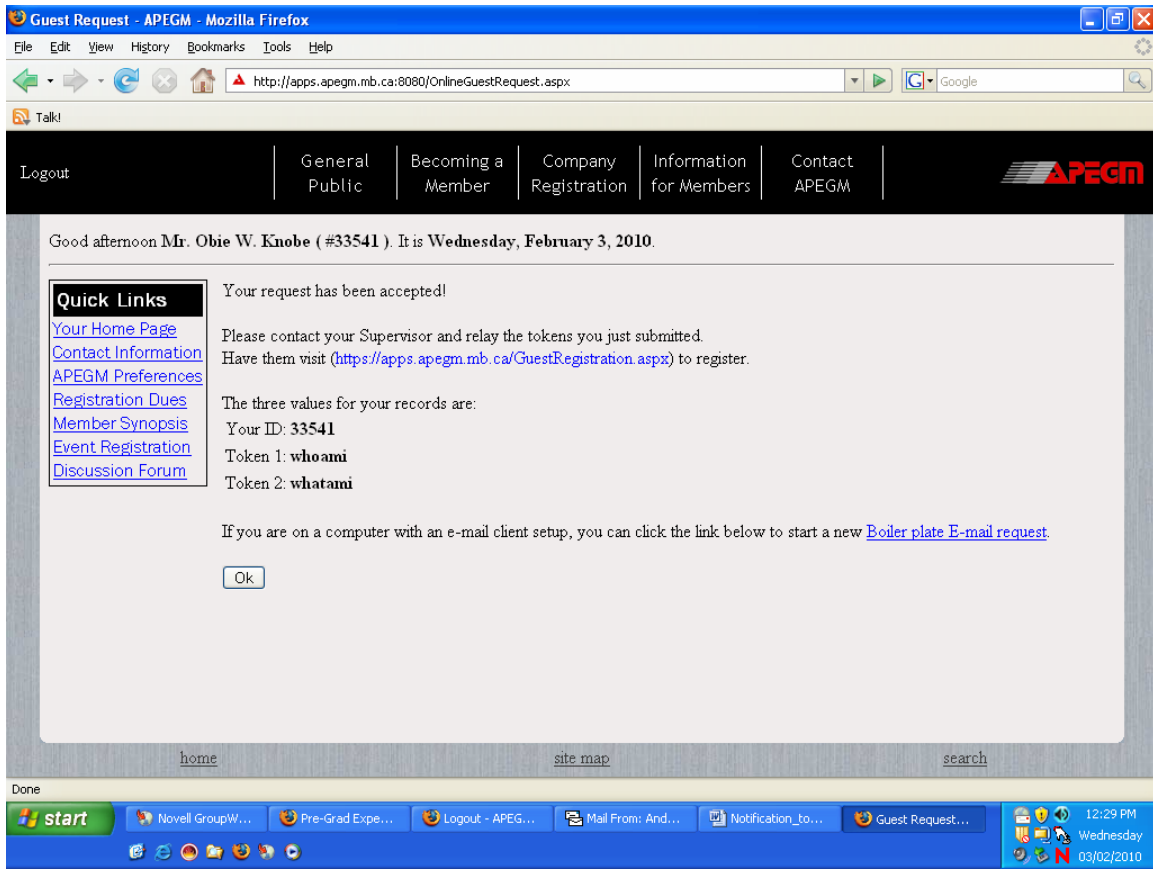 Guest Request - APEGM - Mozilla Firefox
File Edit View History Bookmarks Tools Help
http://apps.apegm.mb.ca:8080/OnlineGuestRequest.aspx
G Google
Talk!
Logout
General Public
Becoming a Member
Company Registration
Information for Members
Contact APEGM
APEGM
Good afternoon Mr. Obie W. Knobe ( #33541 ). It is Wednesday, February 3, 2010.
Quick Links
Your Home Page
Contact Information
APEGM Preferences
Registration Dues
Member Synopsis
Event Registration
Discussion Forum
Your request has been accepted!
Please contact your Supervisor and relay the tokens you just submitted.
Have them visit (https://apps.apegm.mb.ca/GuestRegistration.aspx) to register.
The three values for your records are:
Your ID: 33541
Token 1: whoami
Token 2: whatami
If you are on a computer with an e-mail client setup, you can click the link below to start a new Boiler plate E-mail request.
Ok
home site map search
Done
start Novell GroupW... Pre-Grad Expe... Logout - APEG... Mail From: And... Notification_to... Guest Request... 12:29 PM
Wednesday
N 03/02/2010